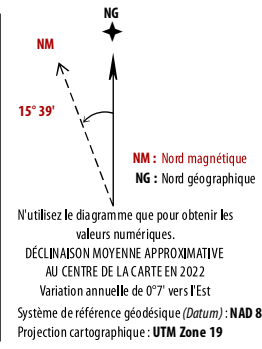 NG
NM
15° 39'
NM : Nord magnétique
NG : Nord géographique
N'utilisez le diagramme que pour obtenir les
valeurs numériques.
DÉCLINAISON MOYENNE APPROXIMATIVE
AU CENTRE DE LA CARTE EN 2022
Variation annuelle de 0°7' vers l'Est
Système de référence géodésique (Datum) : NAD 8
Projection cartographique : UTM Zone 19